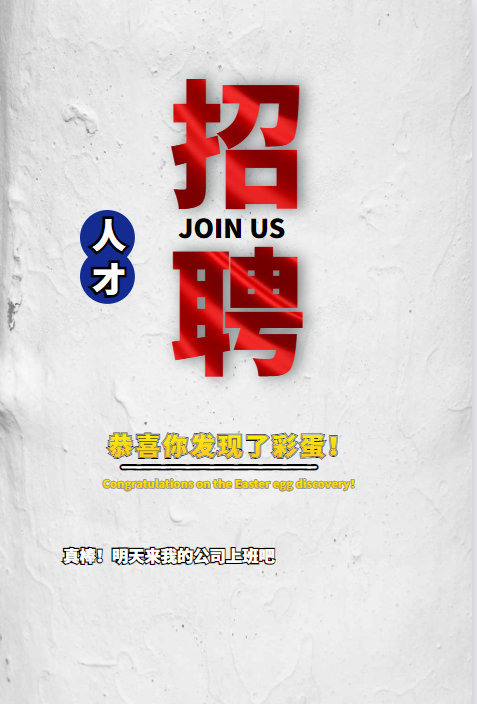 招
JOIN US
聘
人
才
恭喜你发现了彩蛋!
Congratulations on the Easter egg discovery!
真棒!明天来我的公司上班吧